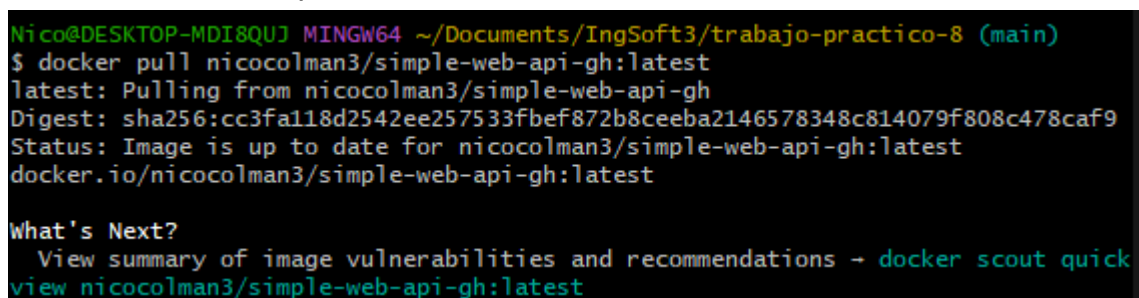 Nico@DESKTOP-MDI8QUJ MINGW64 ~/Documents/IngSoft3/trabajo-practico-8 (main)
$ docker pull nicocolman3/simple-web-api-gh:latest
latest: Pulling from nicocolman3/simple-web-api-gh
Digest: sha256:cc3fa118d2542ee257533fbef872b8ceeba2146578348c814079f808c478caf9
Status: Image is up to date for nicocolman3/simple-web-api-gh:latest
docker.io/nicocolman3/simple-web-api-gh:latest
What's Next?
View summary of image vulnerabilities and recommendations → docker scout quick
view nicocolman3/simple-web-api-gh:latest